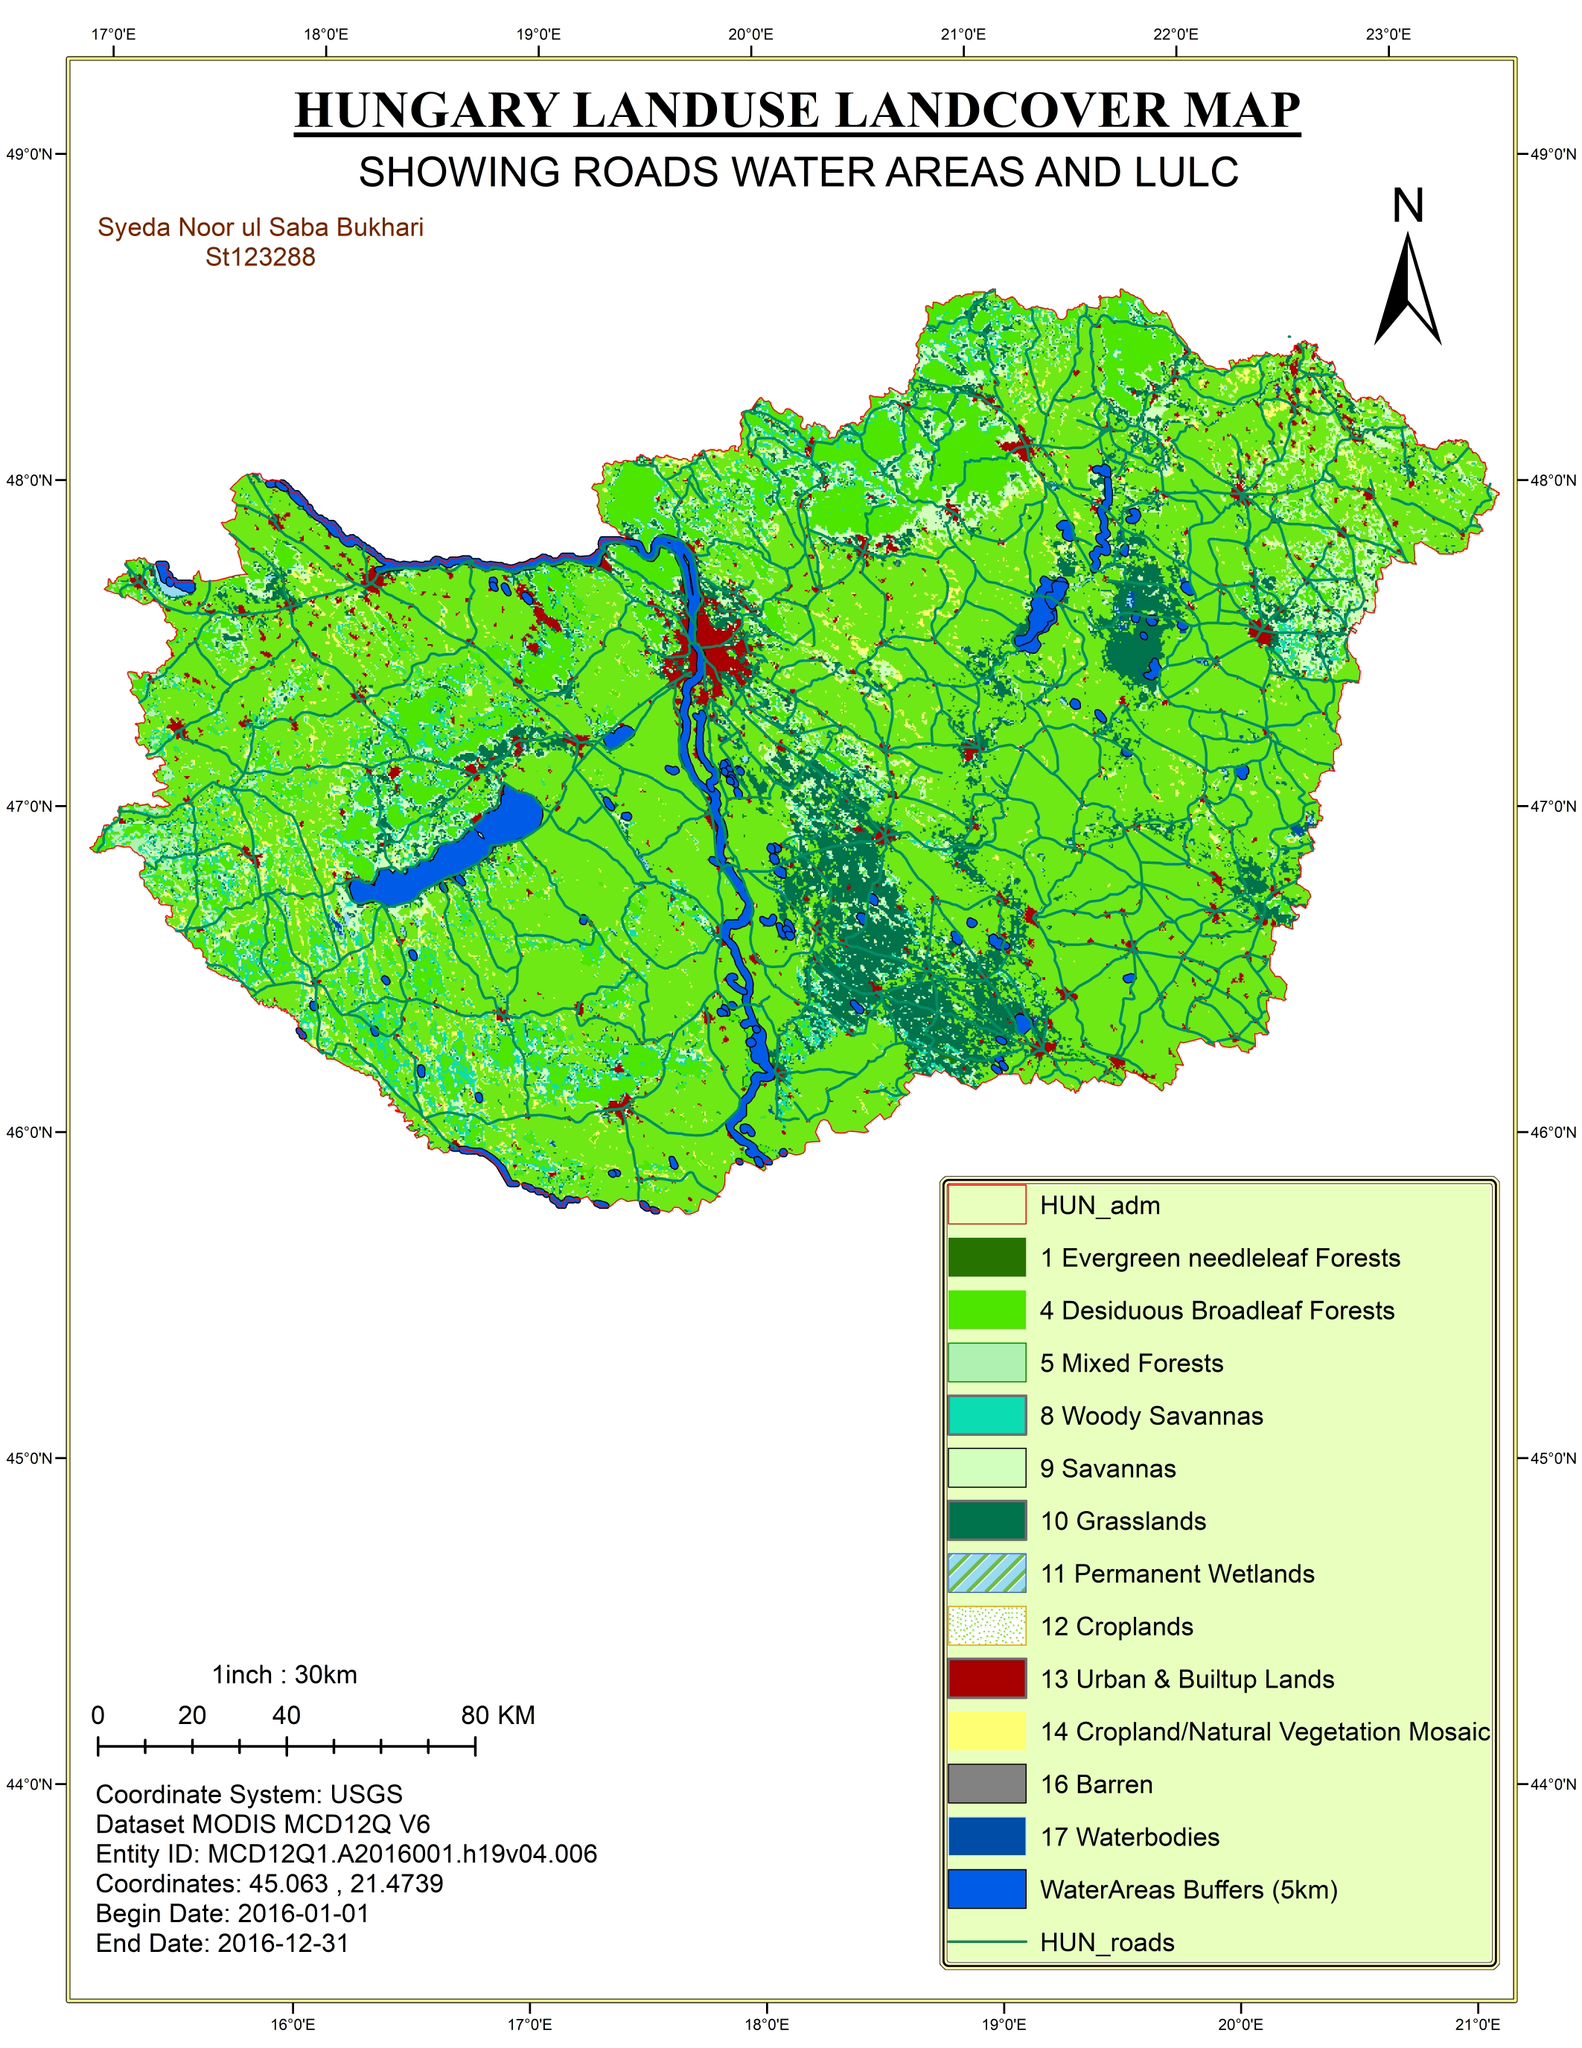 17°0'E 18°0'E 19°0'E 20°0'E 21°0'E 22°0'E 23°0'E
HUNGARY LANDUSE LANDCOVER MAP
49°0'N 49°0'N
SHOWING ROADS WATER AREAS AND LULC
N
Syeda Noor ul Saba Bukhari
St123288
48°0'N 48°0'N
47°0'N 47°0'N
46°0'N 46°0'N
HUN_adm
1 Evergreen needleleaf Forests
4 Desiduous Broadleaf Forests
5 Mixed Forests
8 Woody Savannas
45°0'N 45°0'N
9 Savannas
10 Grasslands
11 Permanent Wetlands
12 Croplands
13 Urban & Builtup Lands
14 Cropland/Natural Vegetation Mosaic
16 Barren
17 Waterbodies
WaterAreas Buffers (5km)
HUN_roads
1inch : 30km
0 20 40 80 KM
44°0'N 44°0'N
Coordinate System: USGS
Dataset MODIS MCD12Q V6
Entity ID: MCD12Q1.A2016001.h19v04.006
Coordinates: 45.063 , 21.4739
Begin Date: 2016-01-01
End Date: 2016-12-31
16°0'E 17°0'E 18°0'E 19°0'E 20°0'E 21°0'E